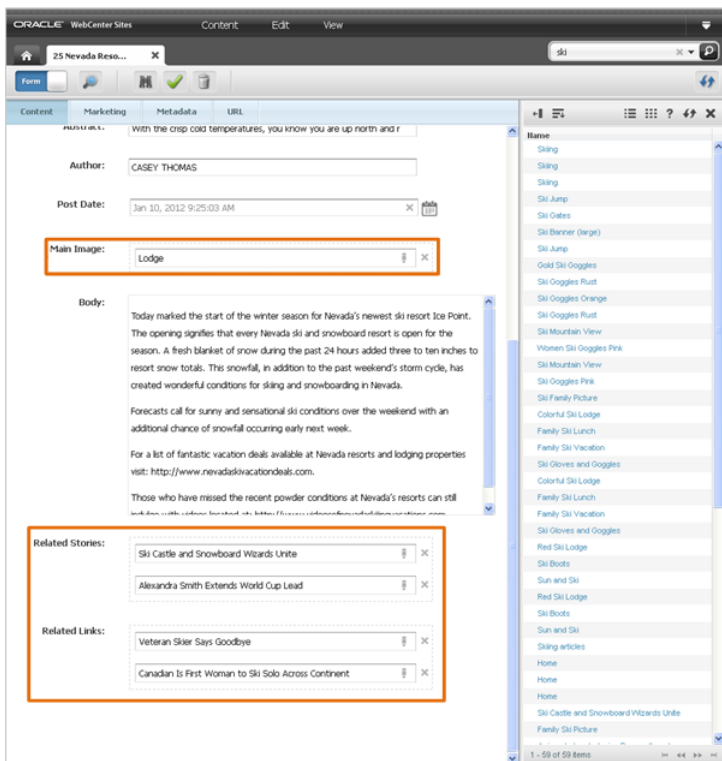 ORACLE WebCenter Sites
Content Edit View
25 Nevada Reso...
ski
Form
Content Marketing Metadata URL
Abstract: With the crisp cold temperatures, you know you are up north and r
Author: CASEY THOMAS
Post Date: Jan 10, 2012 9:25:03 AM
Main Image: Lodge
Body:
Today marked the start of the winter season for Nevada's newest ski resort Ice Point.
The opening signifies that every Nevada ski and snowboard resort is open for the
season. A fresh blanket of snow during the past 24 hours added three to ten inches to
resort snow totals. This snowfall, in addition to the past weekend's storm cycle, has
created wonderful conditions for skiing and snowboarding in Nevada.
Forecasts call for sunny and sensational ski conditions over the weekend with an
additional chance of snowfall occurring early next week.
For a list of fantastic vacation deals available at Nevada resorts and lodging properties
visit: http://www.nevadaskivacationdeals.com.
Those who have missed the recent powder conditions at Nevada's resorts can still
Related Stories:
Ski Castle and Snowboard Wizards Unite
Alexandra Smith Extends World Cup Lead
Related Links:
Veteran Skier Says Goodbye
Canadian Is First Woman to Ski Solo Across Continent
Name
Skiing
Skiing
Skiing
Ski Jump
Ski Gates
Ski Banner (large)
Ski Jump
Gold Ski Goggles
Ski Goggles Rust
Ski Goggles Orange
Ski Goggles Rust
Ski Mountain View
Women Ski Goggles Pink
Ski Mountain View
Ski Goggles Pink
Ski Family Picture
Colorful Ski Lodge
Family Ski Lunch
Family Ski Vacation
Ski Gloves and Goggles
Colorful Ski Lodge
Family Ski Lunch
Family Ski Vacation
Ski Gloves and Goggles
Red Ski Lodge
Ski Boots
Sun and Ski
Red Ski Lodge
Ski Boots
Sun and Ski
Skiing articles
Home
Home
Home
Ski Castle and Snowboard Wizards Unite
Family Ski Picture
1 - 59 of 59 items